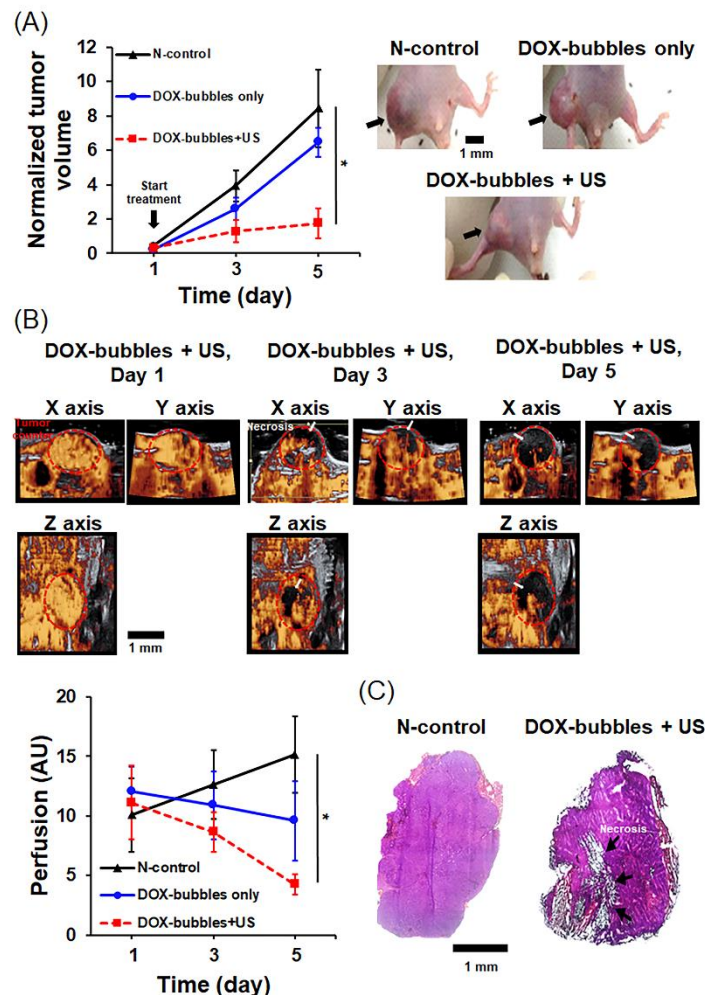 (A)
Normalized tumor
volume
12
10
8
6
4
2
0
N-control
DOX-bubbles only
DOX-bubbles+US
Start
treatment
*
1 3 5
Time (day)
N-control DOX-bubbles only
1 mm
DOX-bubbles + US
(B)
DOX-bubbles + US,
Day 1
DOX-bubbles + US,
Day 3
DOX-bubbles + US,
Day 5
X axis Y axis X axis Y axis X axis Y axis
Tumor
counter
Necrosis
Z axis Z axis Z axis
1 mm 1 mm
Perfusion (AU)
20
15
10
5
0
N-control
DOX-bubbles only
DOX-bubbles+US
*
1 3 5
Time (day)
(C)
N-control DOX-bubbles + US
Necrosis
1 mm